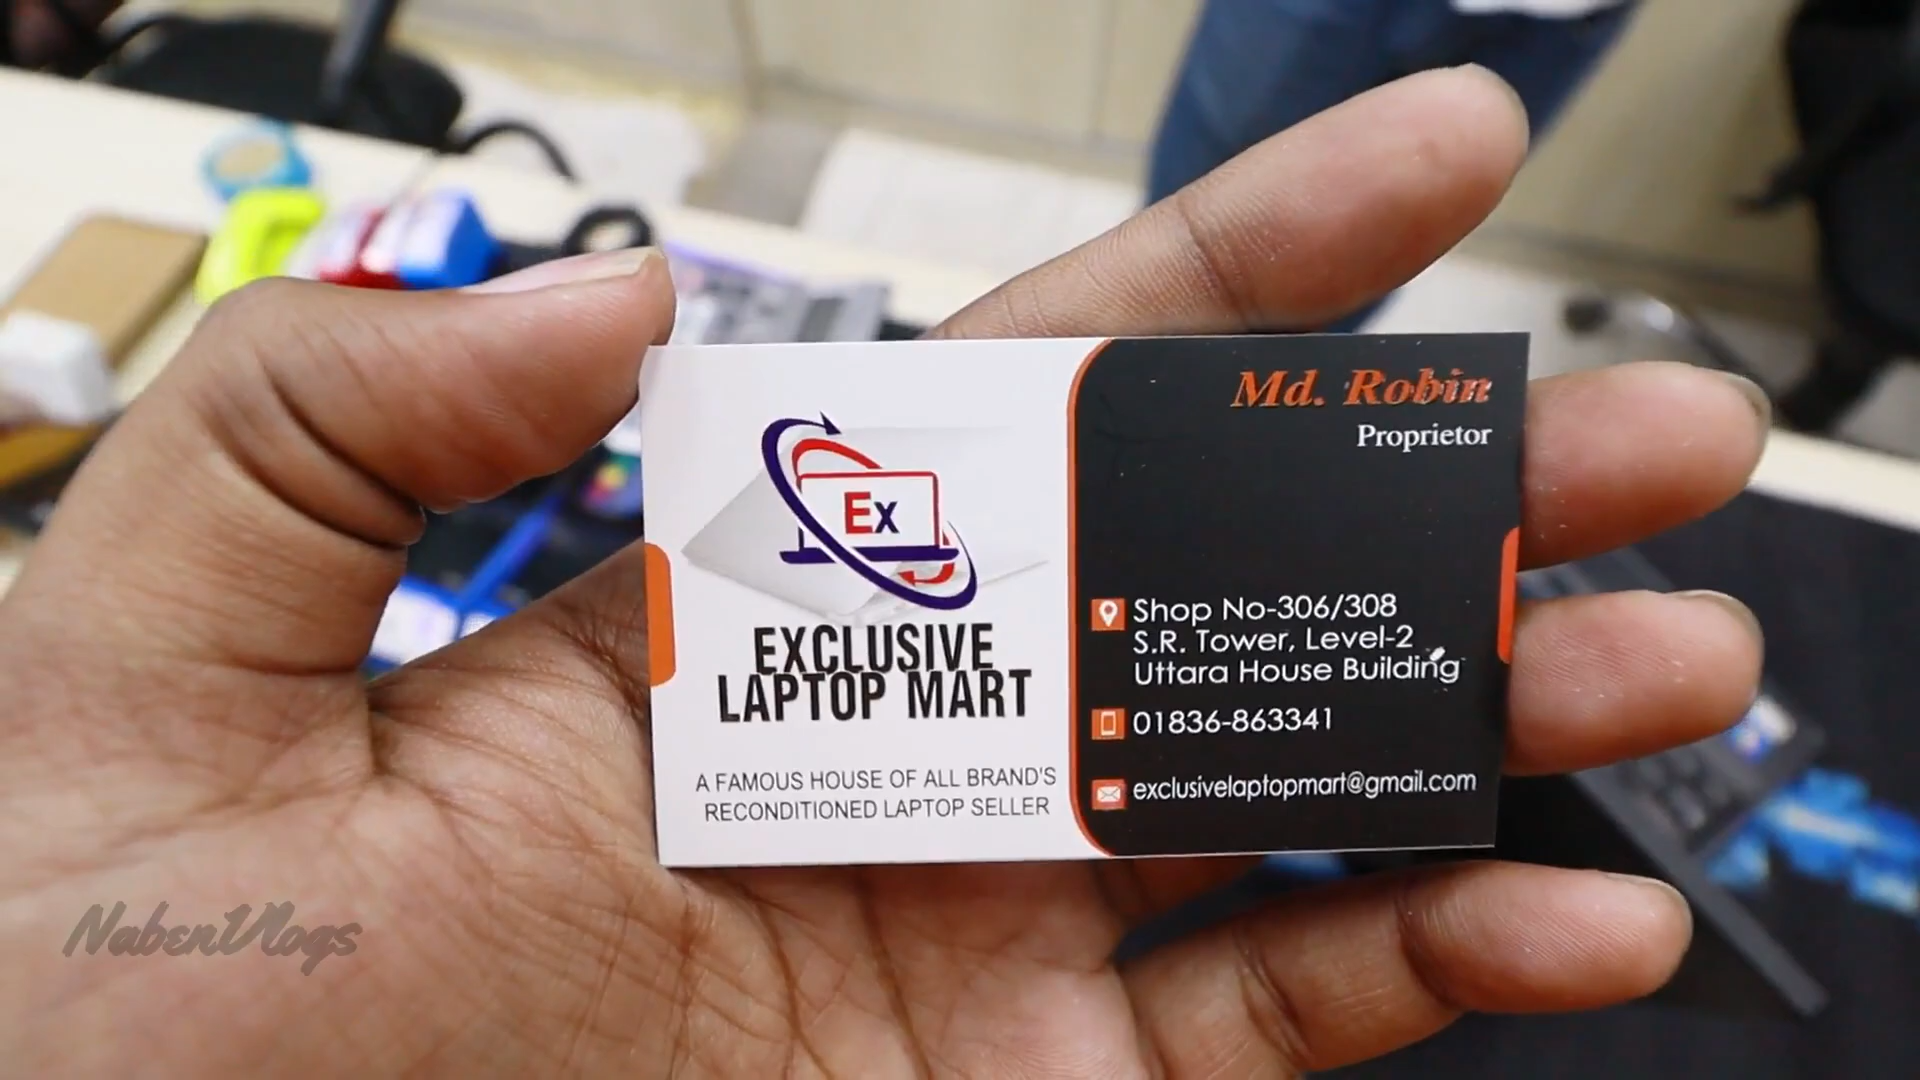 Ex
EXCLUSIVE
LAPTOP MART
A FAMOUS HOUSE OF ALL BRAND'S
RECONDITIONED LAPTOP SELLER
Md. Robin
Proprietor
Shop No-306/308
S.R. Tower, Level-2
Uttara House Building
01836-863341
exclusivelaptopmart@gmail.com
NabenVlogs